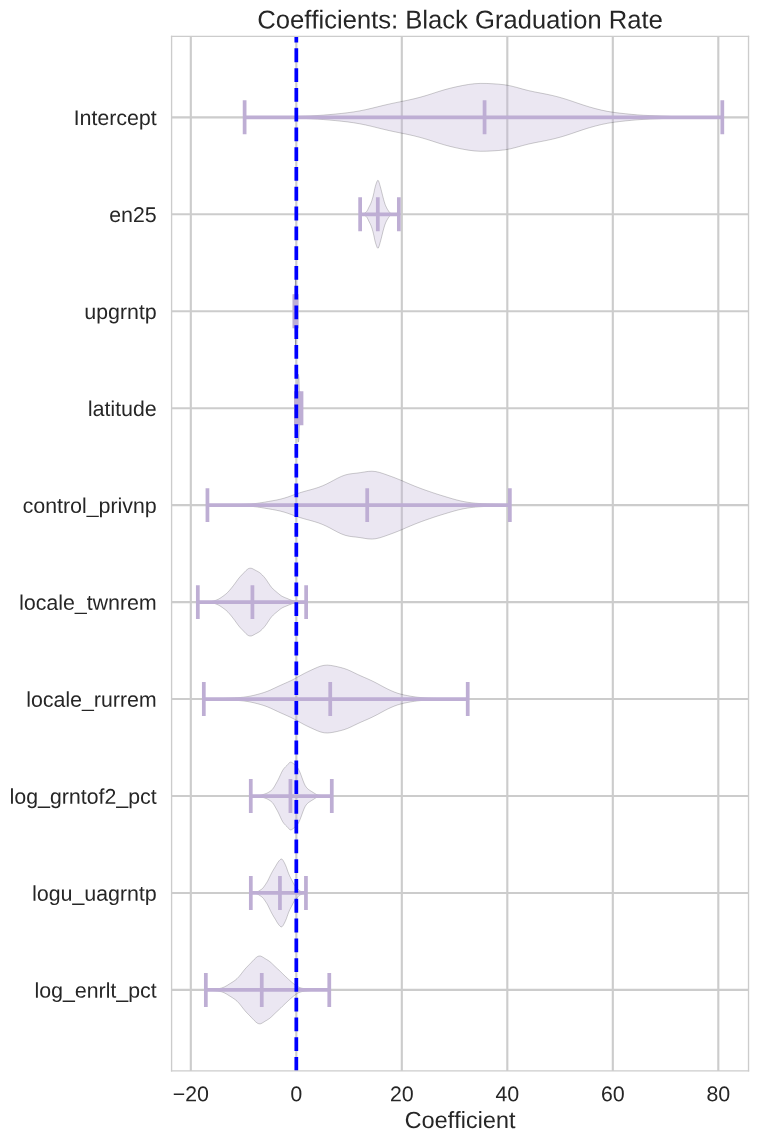 Coefficients: Black Graduation Rate
Intercept
en25
upgrntp
latitude
control_privnp
locale_twnrem
locale_rurrem
log_grntof2_pct
logu_uagrntp
log_enrlt_pct
−20 0 20 40 60 80
Coefficient